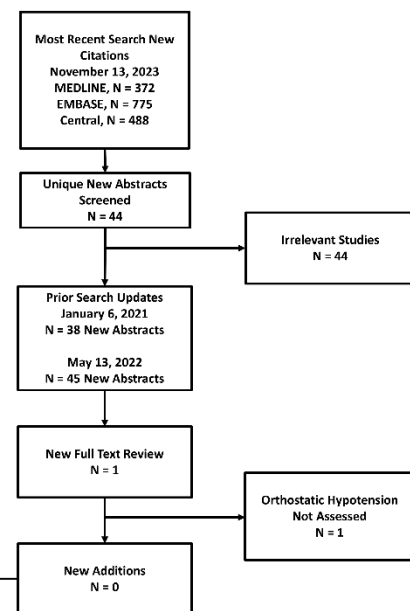 Most Recent Search New
Citations
November 13, 2023
MEDLINE, N = 372
EMBASE, N = 775
Central, N = 488
Unique New Abstracts
Screened
N = 44
Irrelevant Studies
N = 44
Prior Search Updates
January 6, 2021
N = 38 New Abstracts
May 13, 2022
N = 45 New Abstracts
New Full Text Review
N = 1
Orthostatic Hypotension
Not Assessed
N = 1
New Additions
N = 0